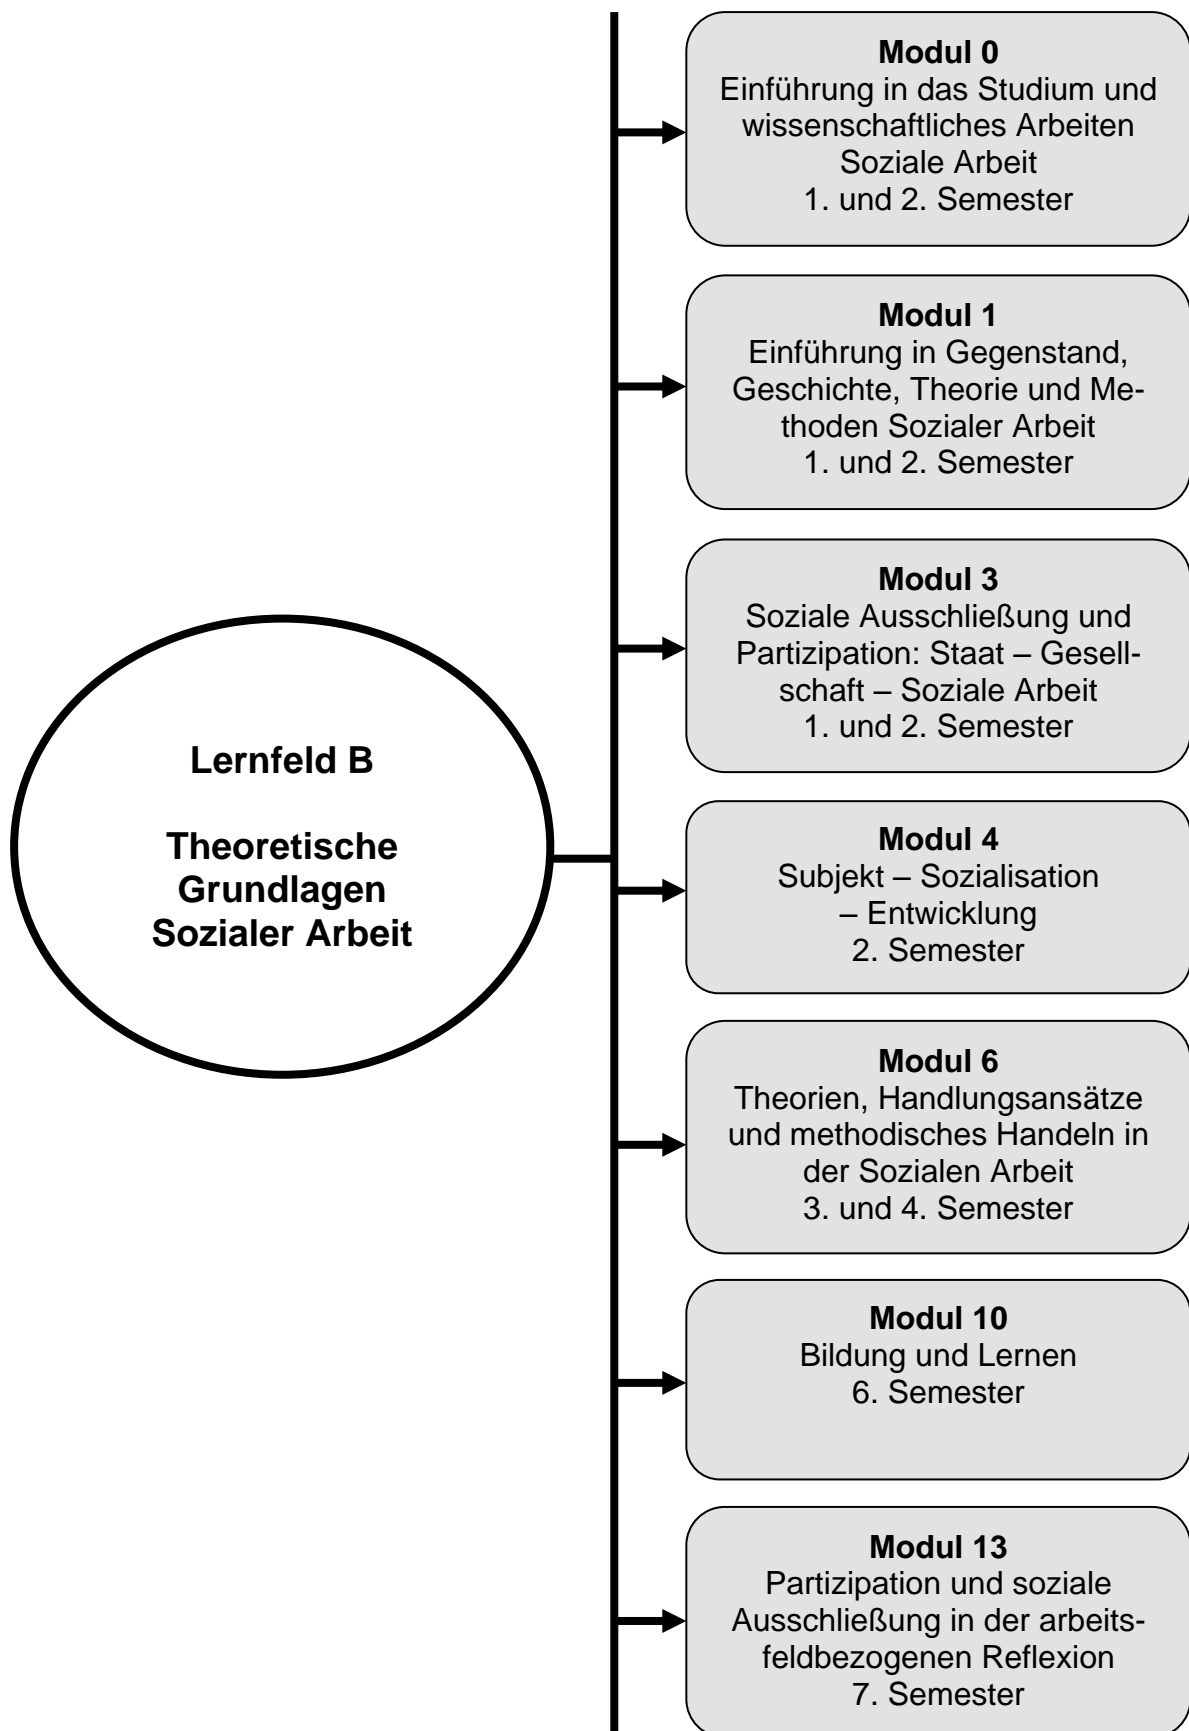 Modul 0
Einführung in das Studium und
wissenschaftliches Arbeiten
Soziale Arbeit
1. und 2. Semester
Modul 1
Einführung in Gegenstand,
Geschichte, Theorie und Me-
thoden Sozialer Arbeit
1. und 2. Semester
Modul 3
Soziale Ausschließung und
Partizipation: Staat – Gesell-
schaft – Soziale Arbeit
1. und 2. Semester
Lernfeld B
Theoretische
Grundlagen
Sozialer Arbeit
Modul 4
Subjekt – Sozialisation
– Entwicklung
2. Semester
Modul 6
Theorien, Handlungsansätze
und methodisches Handeln in
der Sozialen Arbeit
3. und 4. Semester
Modul 10
Bildung und Lernen
6. Semester
Modul 13
Partizipation und soziale
Ausschließung in der arbeits-
feldbezogenen Reflexion
7. Semester